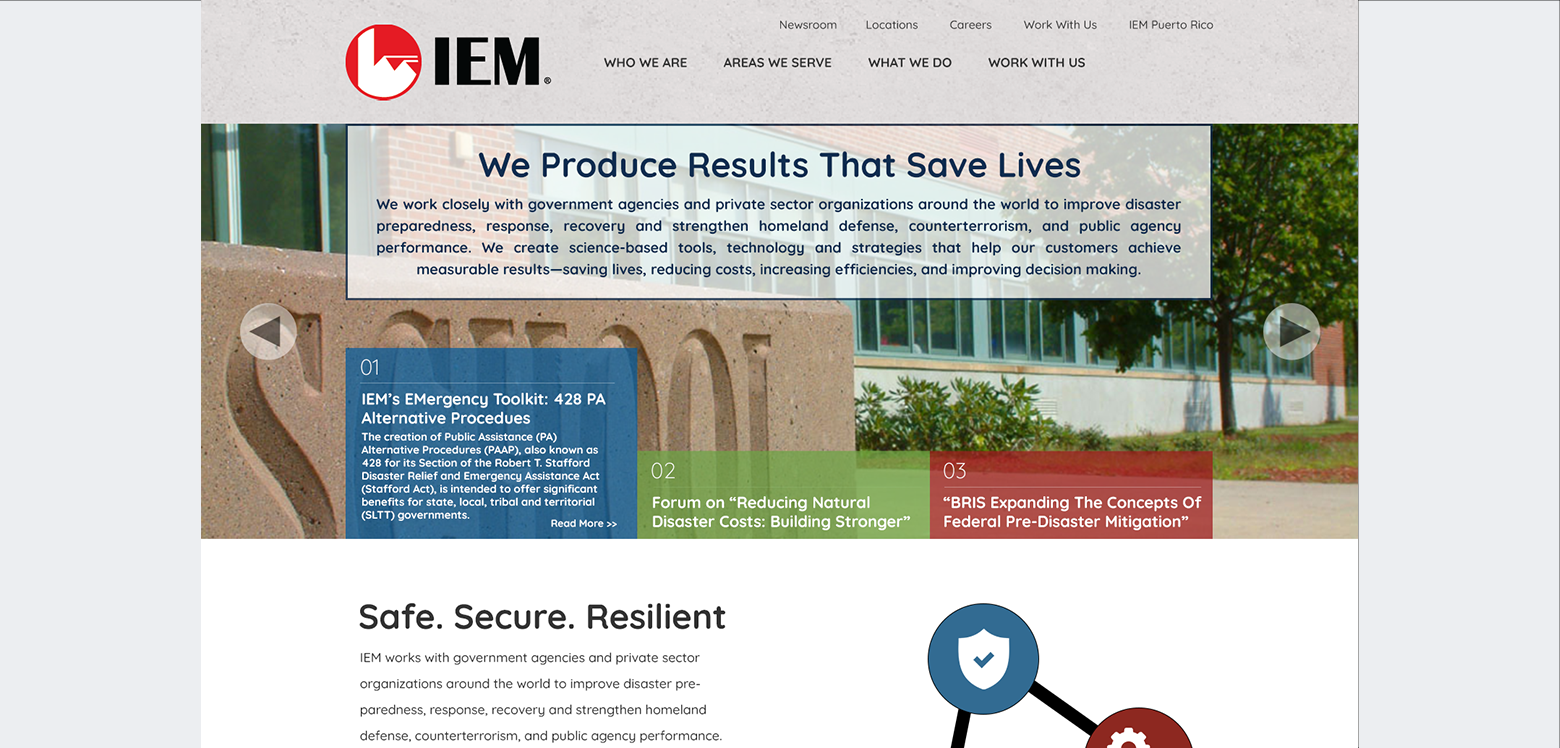 Newsroom Locations Careers Work With Us IEM Puerto Rico
IEM®
WHO WE ARE AREAS WE SERVE WHAT WE DO WORK WITH US
We Produce Results That Save Lives
We work closely with government agencies and private sector organizations around the world to improve disaster
preparedness, response, recovery and strengthen homeland defense, counterterrorism, and public agency
performance. We create science-based tools, technology and strategies that help our customers achieve
measurable results—saving lives, reducing costs, increasing efficiencies, and improving decision making.
SCHOOL
01
IEM's EMergency Toolkit: 428 PA
Alternative Procedues
The creation of Public Assistance (PA)
Alternative Procedures (PAAP), also known as
428 for its Section of the Robert T. Stafford
Disaster Relief and Emergency Assistance Act
(Stafford Act), is intended to offer significant
benefits for state, local, tribal and territorial
(SLTT) governments.
Read More >>
02
Forum on “Reducing Natural
Disaster Costs: Building Stronger”
03
“BRIS Expanding The Concepts Of
Federal Pre-Disaster Mitigation”
Safe. Secure. Resilient
IEM works with government agencies and private sector
organizations around the world to improve disaster pre-
paredness, response, recovery and strengthen homeland
defense, counterterrorism, and public agency performance.